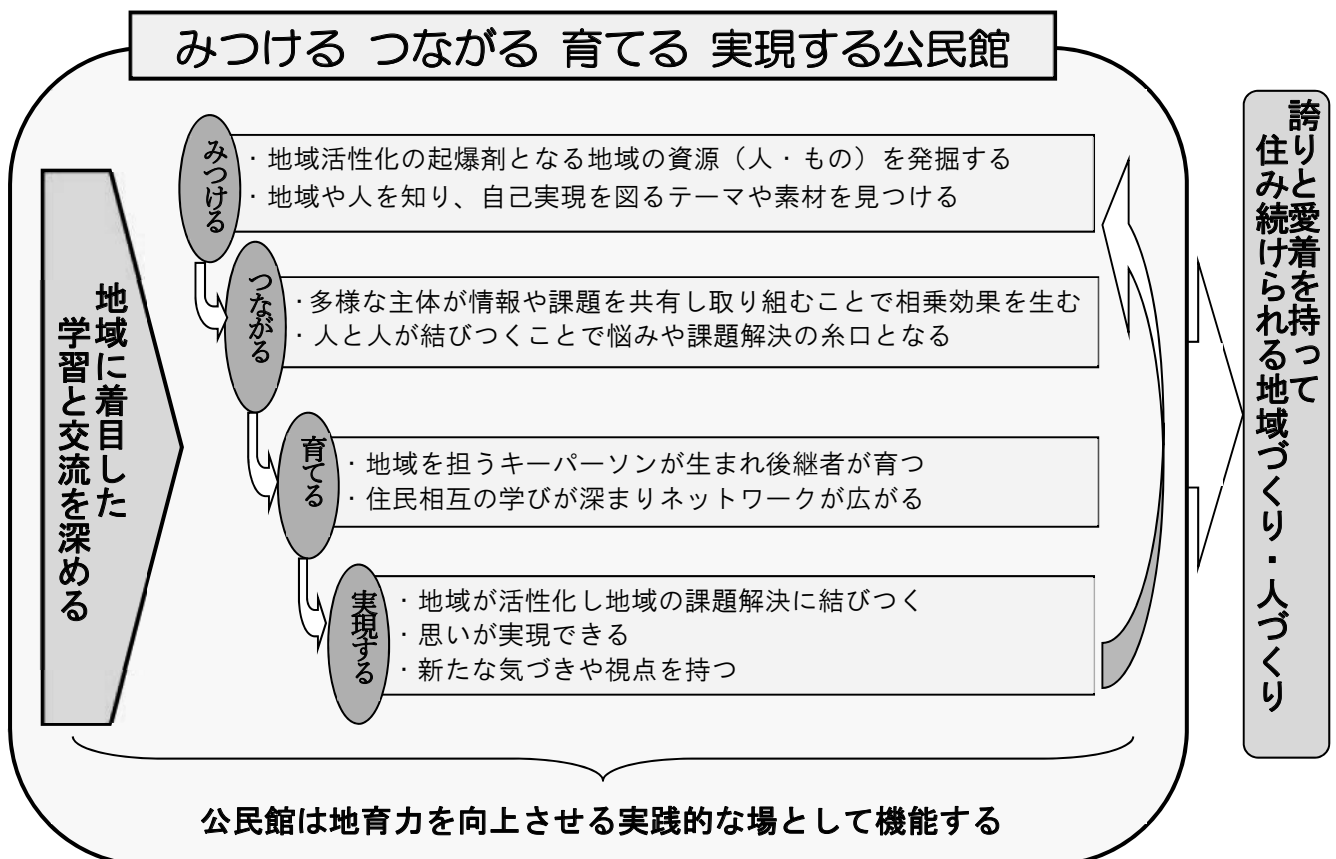 みつける つながる 育てる 実現する公民館
地域に着目した
学習と交流を深める
みつける
・地域活性化の起爆剤となる地域の資源（人・もの）を発掘する
・地域や人を知り、自己実現を図るテーマや素材を見つける
つながる
・多様な主体が情報や課題を共有し取り組むことで相乗効果を生む
・人と人が結びつくことで悩みや課題解決の糸口となる
育てる
・地域を担うキーパーソンが生まれ後継者が育つ
・住民相互の学びが深まりネットワークが広がる
実現する
・地域が活性化し地域の課題解決に結びつく
・思いが実現できる
・新たな気づきや視点を持つ
公民館は地育力を向上させる実践的な場として機能する
誇りと愛着を持って
住み続けられる地域づくり・人づくり